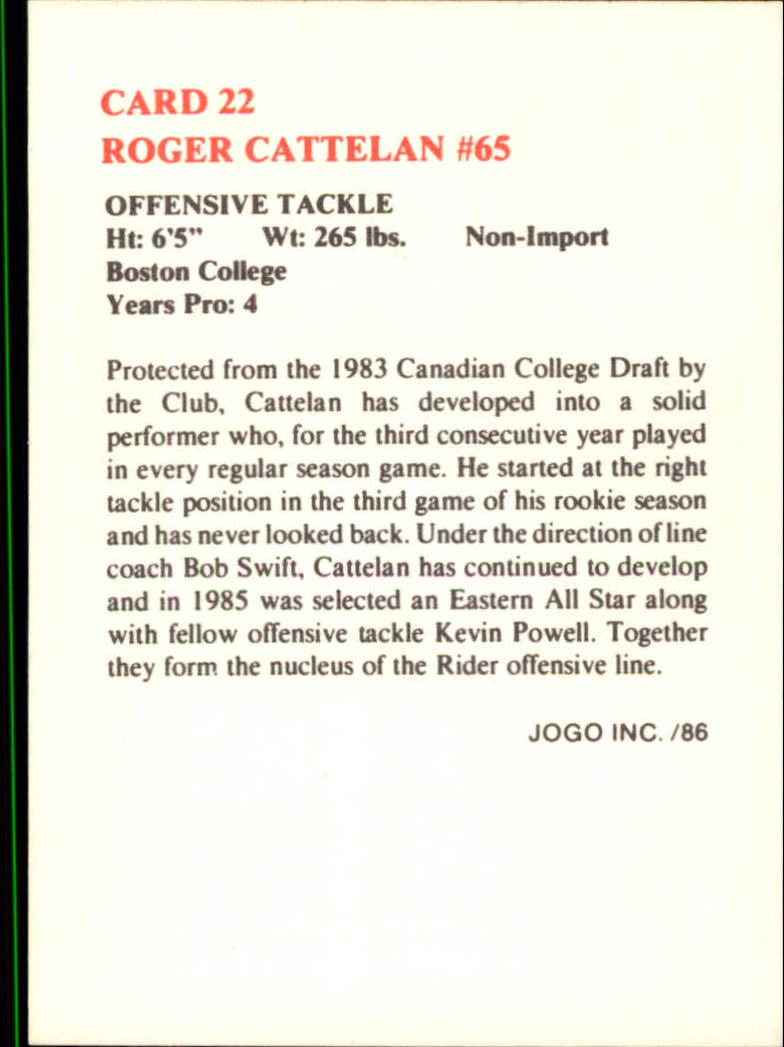 CARD 22
ROGER CATTELAN #65
OFFENSIVE TACKLE
Ht: 6'5" Wt: 265 lbs. Non-Import
Boston College
Years Pro: 4
Protected from the 1983 Canadian College Draft by
the Club, Cattelan has developed into a solid
performer who, for the third consecutive year played
in every regular season game. He started at the right
tackle position in the third game of his rookie season
and has never looked back. Under the direction of line
coach Bob Swift, Cattelan has continued to develop
and in 1985 was selected an Eastern All Star along
with fellow offensive tackle Kevin Powell. Together
they form the nucleus of the Rider offensive line.
JOGO INC. /86